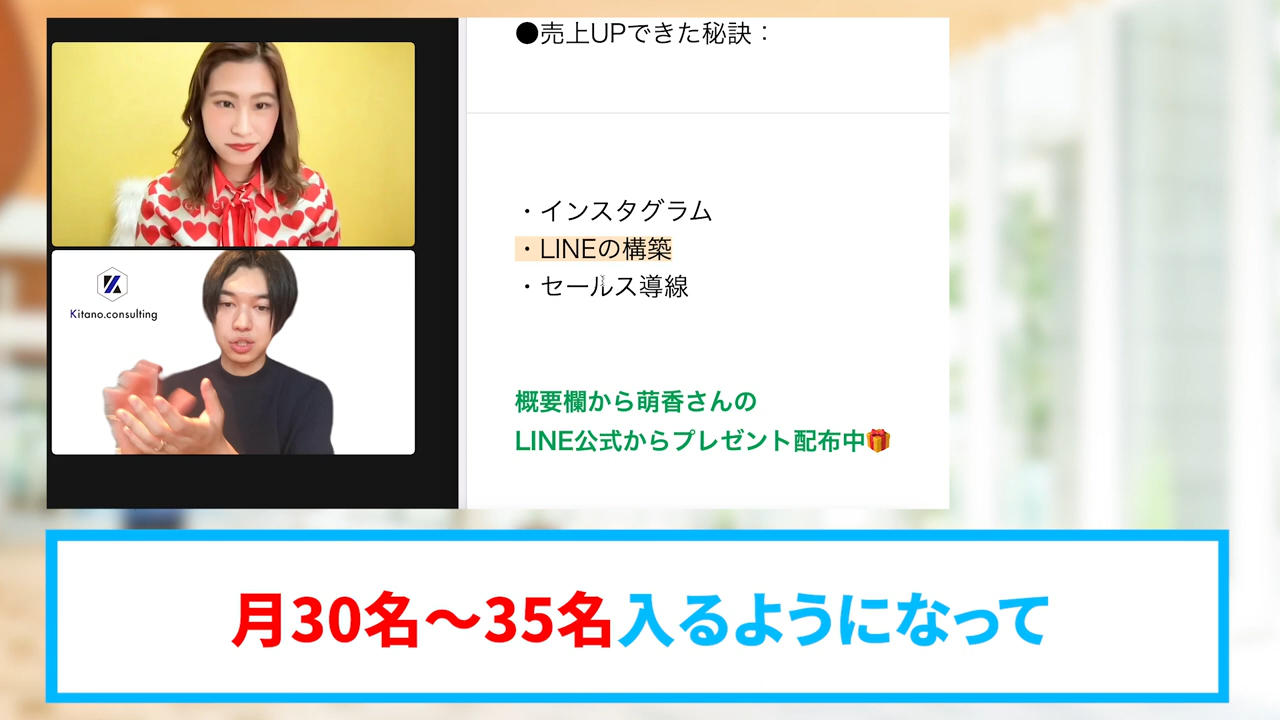 ●売上UPできた秘訣：
・インスタグラム
・LINEの構築
・セールス導線
概要欄から萌香さんの
LINE公式からプレゼント配布中🎁
GUCCI
Kitano.consulting
月30名〜35名入るようになって